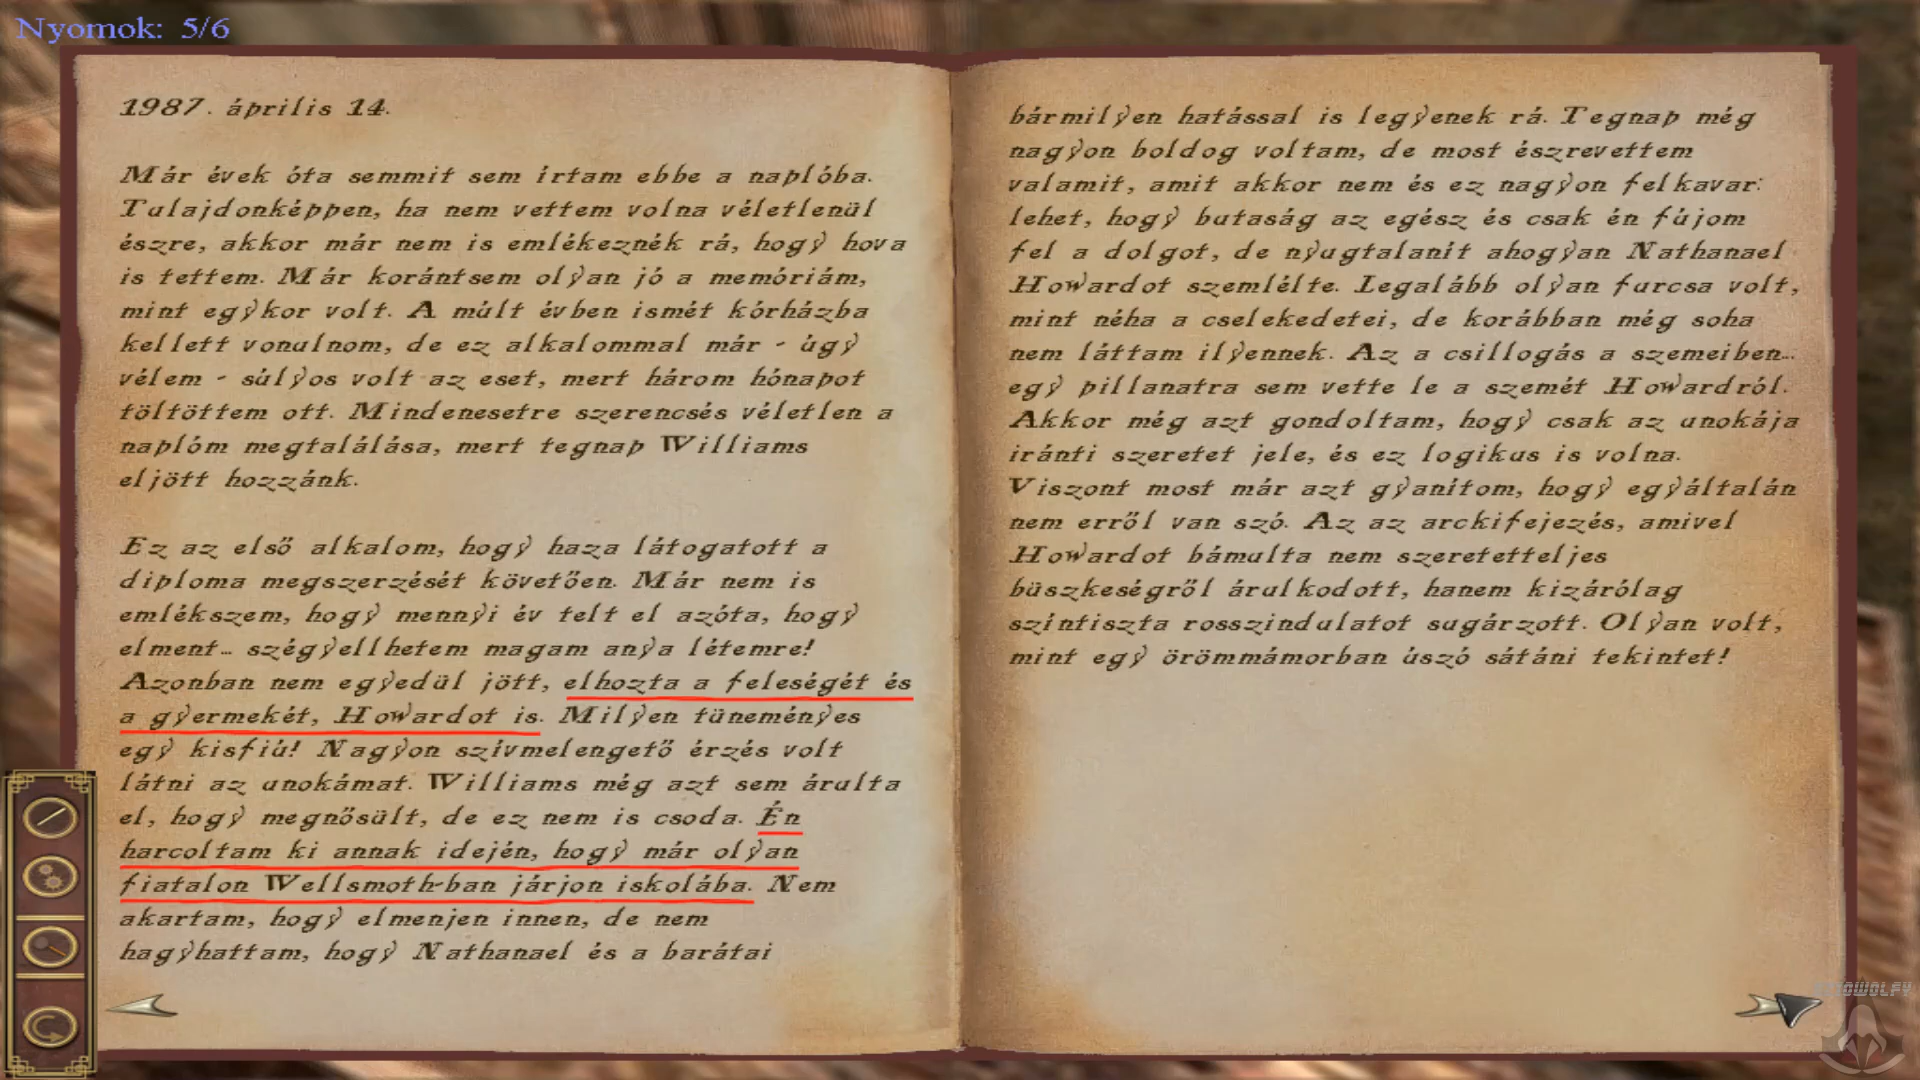 Nyomok: 5/6
1987. április 14.
Már évek óta semmit sem írtam ebbe a naplóba.
Tulajdonképpen, ha nem vettem volna véletlenül
észre, akkor már nem is emlékeznék rá, hogy hova
is tettem. Már korántsem olyan jó a memóriám,
mint egykor volt. A múlt évben ismét kórházba
kellett vonulnom, de ez alkalommal már - úgy
vélem - súlyos volt az eset, mert három hónapot
töltöttem ott. Mindenesetre szerencsés véletlen a
naplóm megtalálása, mert tegnap Williams
eljött hozzánk.
Ez az első alkalom, hogy haza látogatott a
diploma megszerzését követően. Már nem is
emlékszem, hogy mennyi év telt el azóta, hogy
elment... szégyellhetem magam anya létemre!
Azonban nem egyedül jött, elhozta a feleségét és
a gyermekét, Howardot is. Milyen tüneményes
egy kisfiú! Nagyon szívmelengető érzés volt
látni az unokámat. Williams még azt sem árulta
el, hogy megnősült, de ez nem is csoda. Én
harcoltam ki annak idején, hogy már olyan
fiatalon Wellsmoth-ban járjon iskolába. Nem
akartam, hogy elmenjen innen, de nem
hagyhattam, hogy Nathanael és a barátai
bármilyen hatással is legyenek rá. Tegnap még
nagyon boldog voltam, de most észrevettem
valamit, amit akkor nem és ez nagyon felkavar:
lehet, hogy butaság az egész és csak én fújom
fel a dolgot, de nyugtalanít ahogyan Nathanael
Howardot szemlélte. Legalább olyan furcsa volt,
mint néha a cselekedetei, de korábban még soha
nem láttam ilyennek. Az a csillogás a szemeiben...
egy pillanatra sem vette le a szemét Howardról.
Akkor még azt gondoltam, hogy csak az unokája
iránti szeretet jele, és ez logikus is volna.
Viszont most már azt gyanítom, hogy egyáltalán
nem erről van szó. Az az arckifejezés, amivel
Howardot bámulta nem szeretetteljes
büszkeségről árulkodott, hanem kizárólag
színtiszta rosszindulatot sugárzott. Olyan volt,
mint egy örömmámorban úszó sátáni tekintet!